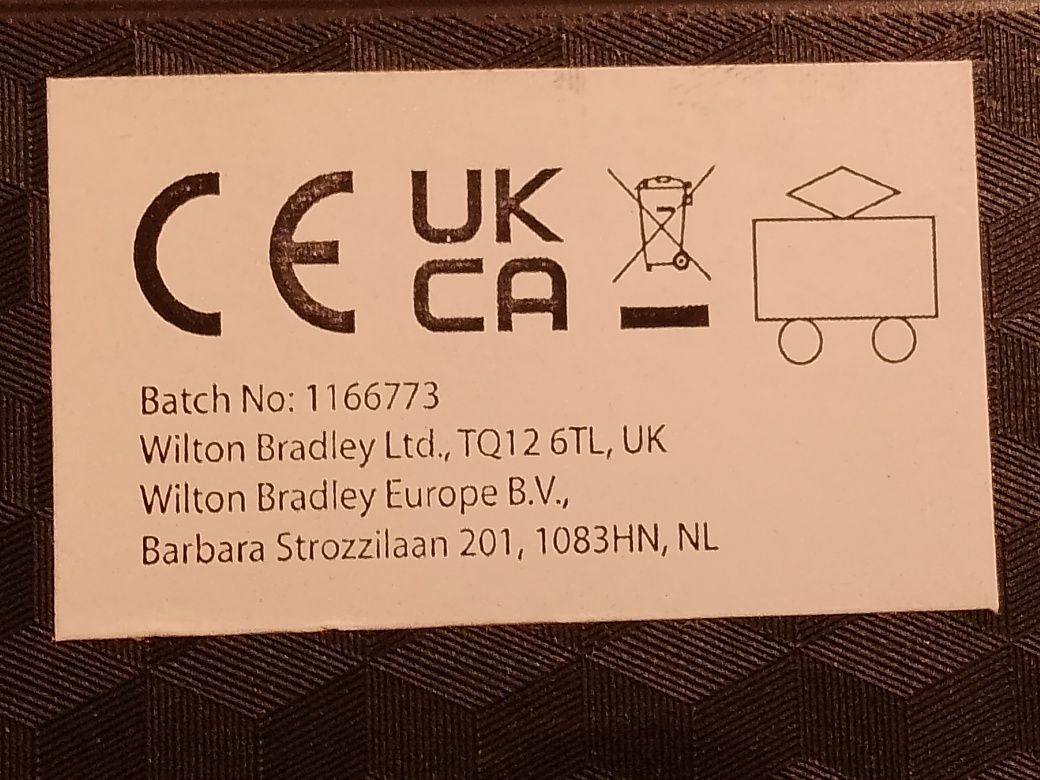 CE
UK
CA
Batch No: 1166773
Wilton Bradley Ltd., TQ12 6TL, UK
Wilton Bradley Europe B.V.,
Barbara Strozzilaan 201, 1083HN, NL